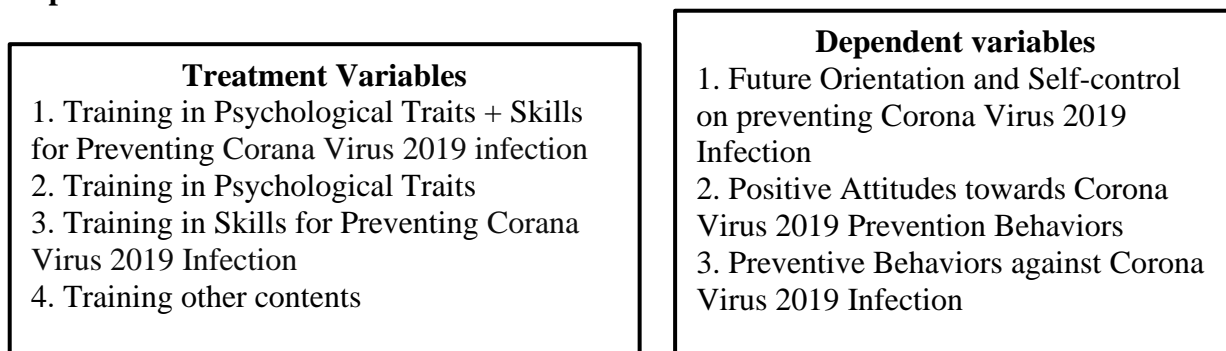 Treatment Variables
1. Training in Psychological Traits + Skills
for Preventing Corana Virus 2019 infection
2. Training in Psychological Traits
3. Training in Skills for Preventing Corana
Virus 2019 Infection
4. Training other contents
Dependent variables
1. Future Orientation and Self-control
on preventing Corona Virus 2019
Infection
2. Positive Attitudes towards Corona
Virus 2019 Prevention Behaviors
3. Preventive Behaviors against Corona
Virus 2019 Infection